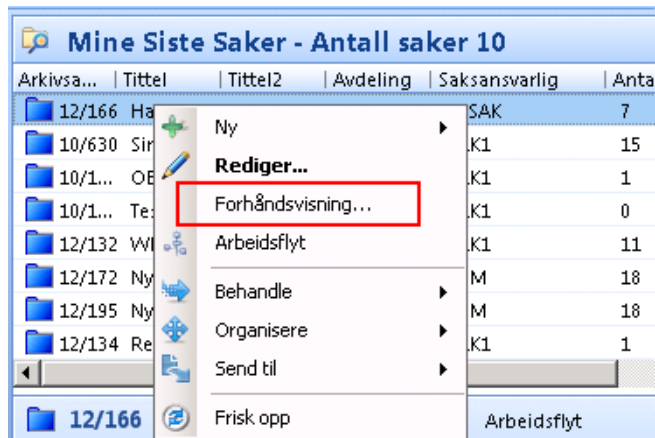 Mine Siste Saker - Antall saker 10
Arkivsa... Tittel Tittel2 Avdeling Saksansvarlig Anta
12/166 Ha SAK 7
Ny
10/630 Sir K1 15
Rediger...
10/1... OE K1 1
Forhåndsvisning...
10/1... Te K1 0
12/132 Arbeidsflyt K1 11
12/172 Ny M 18
Behandle
12/195 Ny M 18
Organisere
12/134 Re K1 1
Send til
12/166 Frisk opp Arbeidsflyt